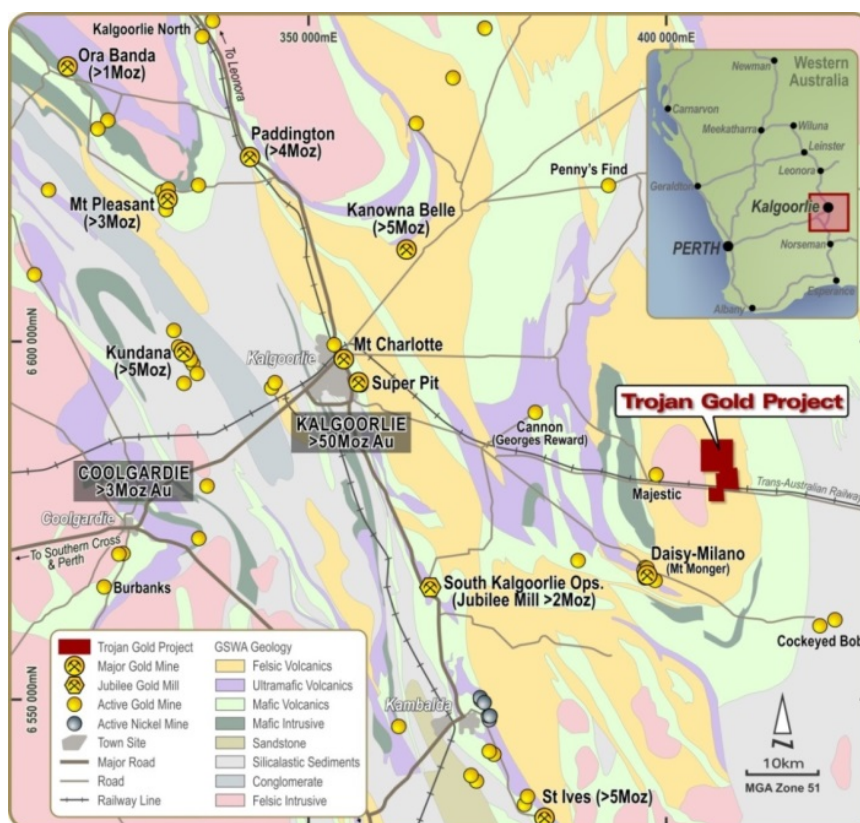 Kalgoorlie North
350 000mE
400 000mE
To Leonora
Ora Banda
(>1Moz)
Paddington
(>4Moz)
Mt Pleasant
(>3Moz)
Kanowna Belle
(>5Moz)
Penny's Find
Western
Australia
Newman
Carnarvon
Meekatharra
Wiluna
Leinster
Leonora
Geraldton
Kalgoorlie
PERTH
Norseman
Esperance
Albany
6 600 000mN
Kundana
(>5Moz)
Kalgoorlie
Mt Charlotte
Super Pit
KALGOORLIE
>50Moz Au
Trojan Gold Project
Cannon
(Georges Reward)
COOLGARDIE
>3Moz Au
Majestic
Trans-Australian Railway
Coolgardie
To Southern Cross
& Perth
Burbanks
Daisy-Milano
(Mt Monger)
South Kalgoorlie Ops.
(Jubilee Mill >2Moz)
Cockeyed Bob
6 550 000mN
Kambalda
St Ives (>5Moz)
Trojan Gold Project
Major Gold Mine
Jubilee Gold Mill
Active Gold Mine
Active Nickel Mine
Town Site
Major Road
Road
Railway Line
GSWA Geology
Felsic Volcanics
Ultramafic Volcanics
Mafic Volcanics
Mafic Intrusive
Sandstone
Silicalastic Sediments
Conglomerate
Felsic Intrusive
N
10km
MGA Zone 51